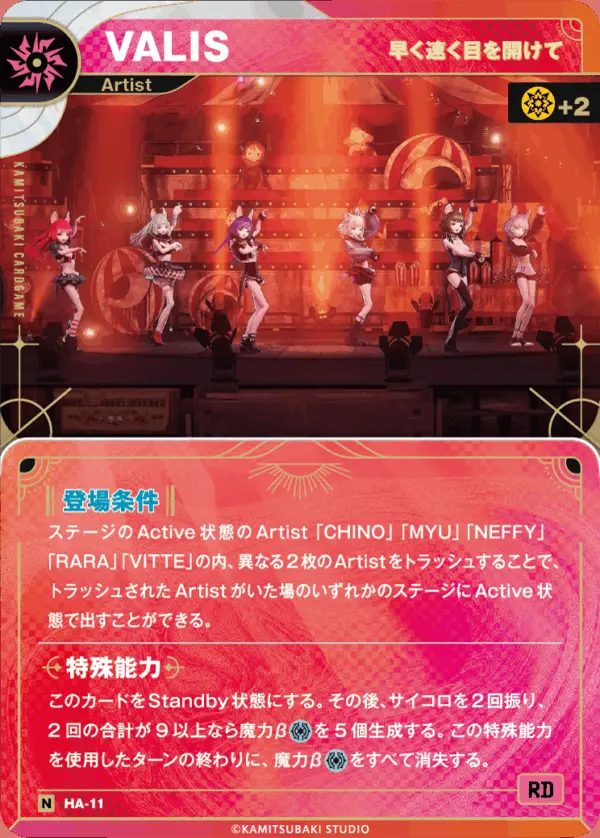 VALIS
早く速く目を開けて
Artist
+2
KAMITSUBAKI CARDGAME
登場条件
ステージのActive状態のArtist「CHINO」「MYU」「NEFFY」
「RARA」「VITTE」の内、異なる2枚のArtistをトラッシュすることで、
トラッシュされたArtistがいた場のいずれかのステージにActive状
態で出すことができる。
特殊能力
このカードをStandby状態にする。その後、サイコロを2回振り、
2回の合計が9以上なら魔力βを5個生成する。この特殊能力
を使用したターンの終わりに、魔力βをすべて消失する。
N HA-11
RD
©KAMITSUBAKI STUDIO